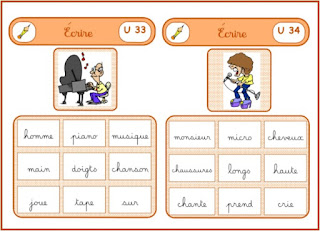 Écrire U 33
homme piano musique
main doigts chanson
joue tape sur
Écrire U 34
monsieur micro cheveux
chaussures longs haute
chante prend crie